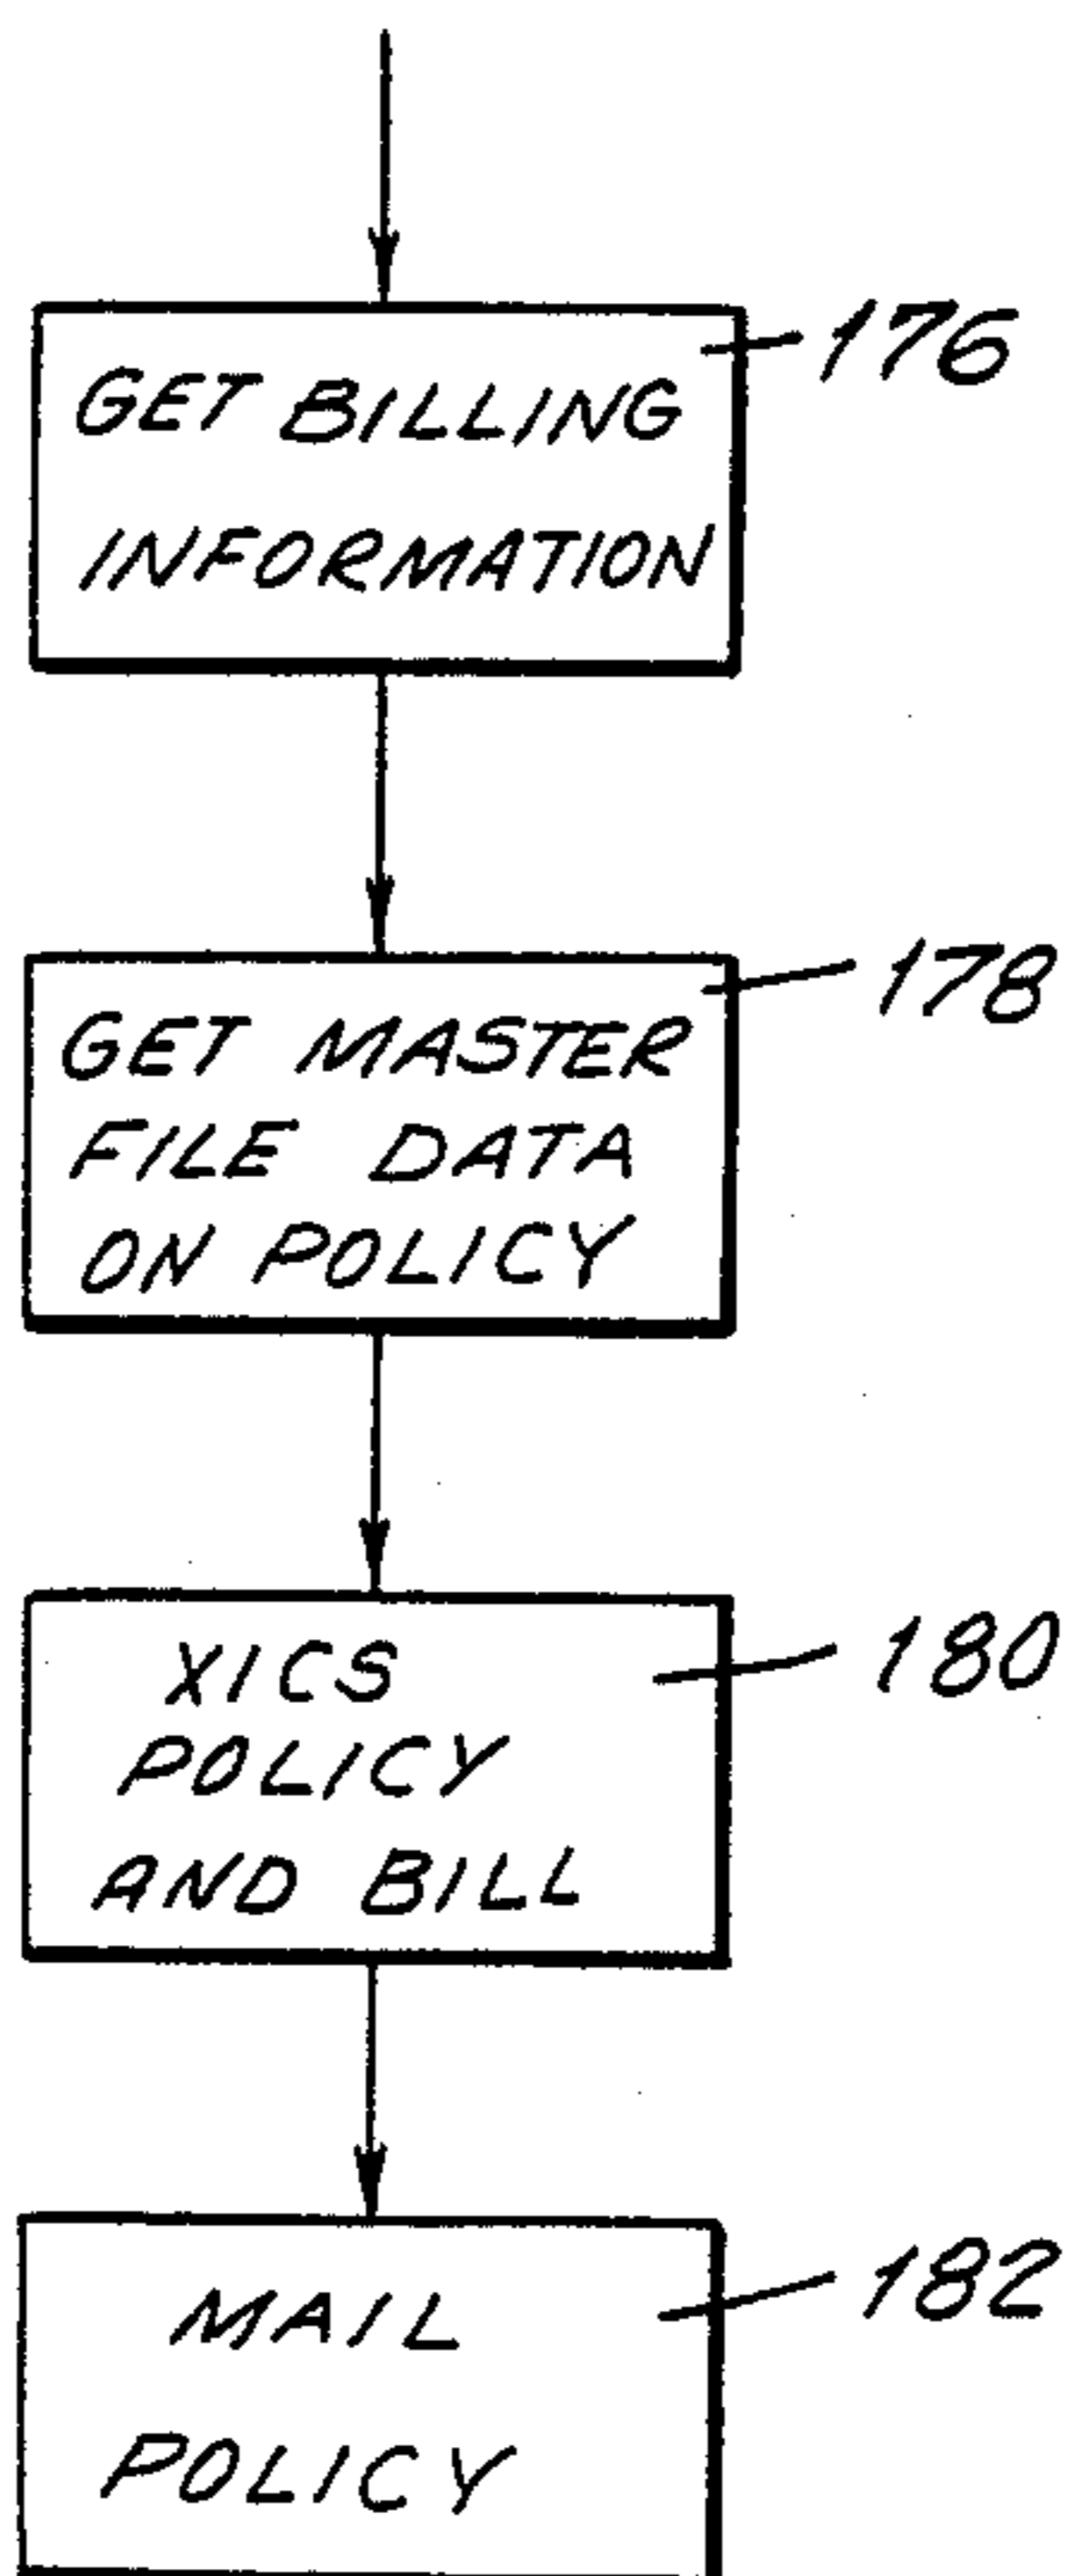 176
GET BILLING
INFORMATION
178
GET MASTER
FILE DATA
ON POLICY
180
XICS
POLICY
AND BILL
182
MAIL
POLICY